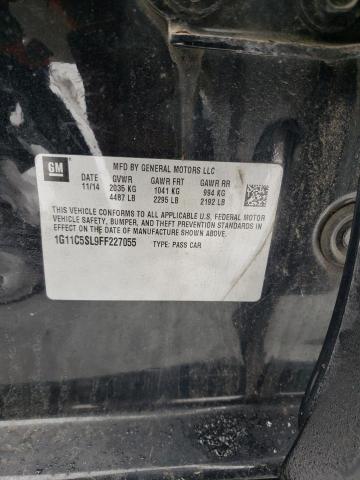 GM
MFD BY GENERAL MOTORS LLC
DATE GVWR GAWR FRT GAWR RR
11/14 2035 KG 1041 KG 994 KG
4487 LB 2295 LB 2192 LB
THIS VEHICLE CONFORMS TO ALL APPLICABLE U.S. FEDERAL MOTOR
VEHICLE SAFETY, BUMPER, AND THEFT PREVENTION STANDARDS
IN EFFECT ON THE DATE OF MANUFACTURE SHOWN ABOVE.
1G11C5SL9FF227055 TYPE: PASS CAR